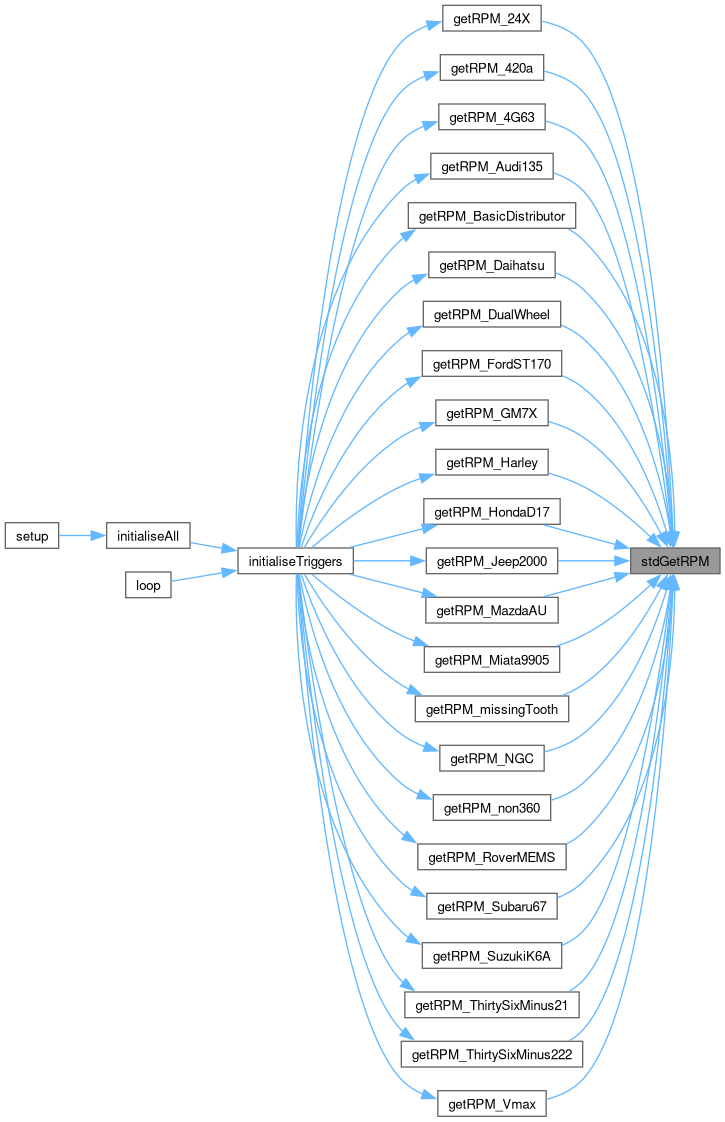 getRPM_24X
getRPM_420a
getRPM_4G63
getRPM_Audi135
getRPM_BasicDistributor
getRPM_Daihatsu
getRPM_DualWheel
getRPM_FordST170
getRPM_GM7X
getRPM_Harley
getRPM_HondaD17
setup
initialiseAll
initialiseTriggers
getRPM_Jeep2000
stdGetRPM
loop
getRPM_MazdaAU
getRPM_Miata9905
getRPM_missingTooth
getRPM_NGC
getRPM_non360
getRPM_RoverMEMS
getRPM_Subaru67
getRPM_SuzukiK6A
getRPM_ThirtySixMinus21
getRPM_ThirtySixMinus222
getRPM_Vmax